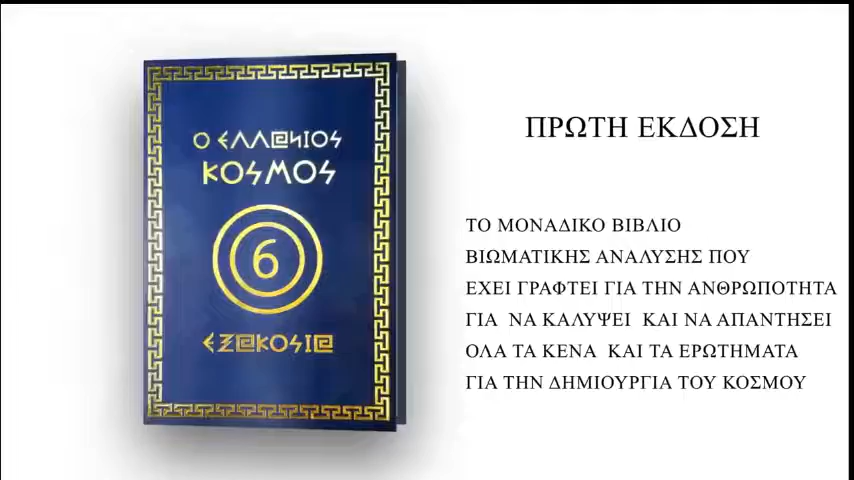 Ο ΕΛΛΑΝΙΟΣ
ΚΟΣΜΟΣ
6
ΕΞΑΚΟΣΙΑ
ΠΡΩΤΗ ΕΚΔΟΣΗ
ΤΟ ΜΟΝΑΔΙΚΟ ΒΙΒΛΙΟ
ΒΙΩΜΑΤΙΚΗΣ ΑΝΑΛΥΣΗΣ ΠΟΥ
ΕΧΕΙ ΓΡΑΦΤΕΙ ΓΙΑ ΤΗΝ ΑΝΘΡΩΠΟΤΗΤΑ
ΓΙΑ ΝΑ ΚΑΛΥΨΕΙ ΚΑΙ ΝΑ ΑΠΑΝΤΗΣΕΙ
ΟΛΑ ΤΑ ΚΕΝΑ ΚΑΙ ΤΑ ΕΡΩΤΗΜΑΤΑ
ΓΙΑ ΤΗΝ ΔΗΜΙΟΥΡΓΙΑ ΤΟΥ ΚΟΣΜΟΥ